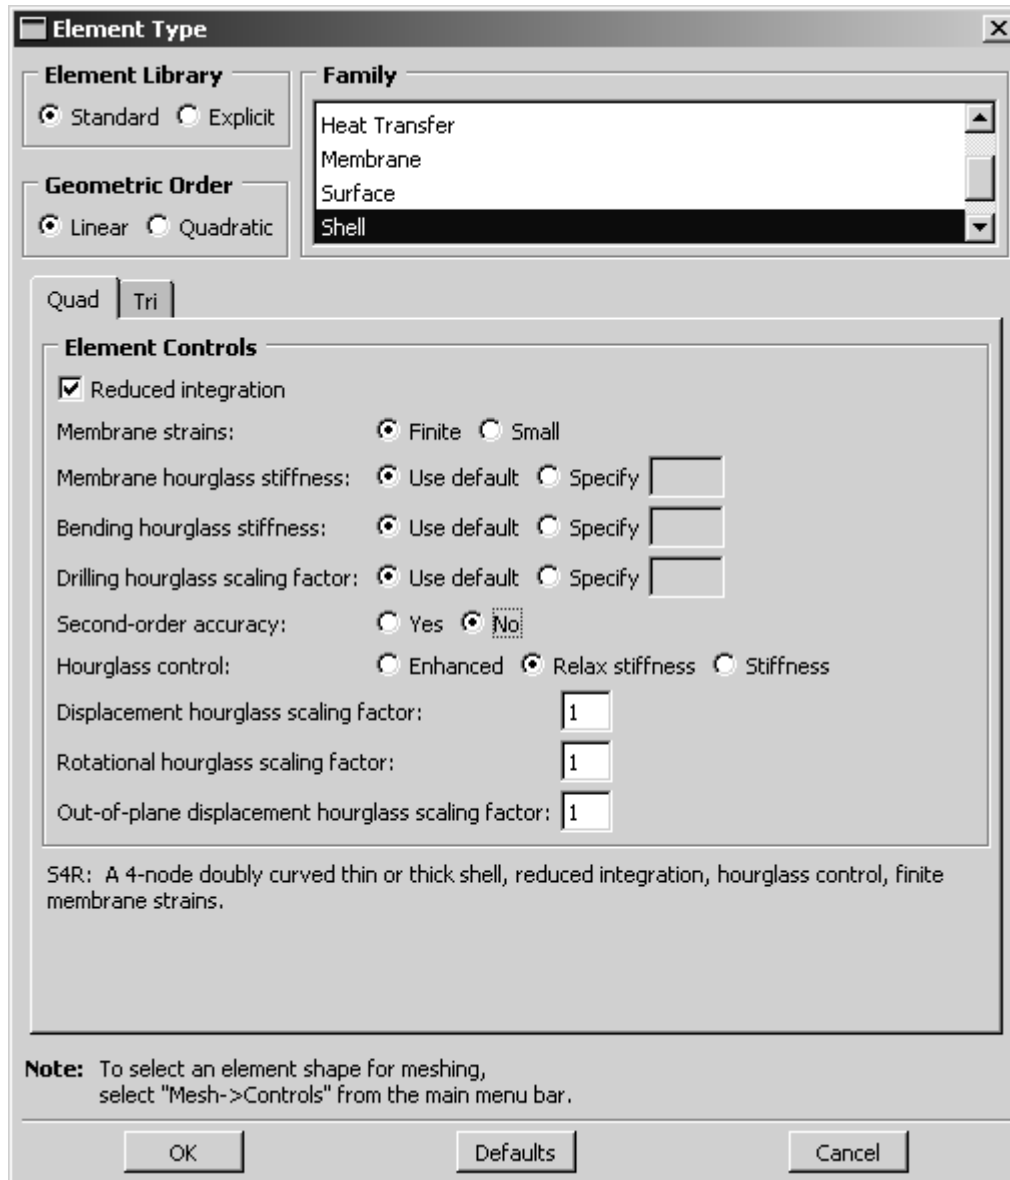 Element Type
Element Library
Standard Explicit
Family
Heat Transfer
Membrane
Surface
Shell
Geometric Order
Linear Quadratic
Quad Tri
Element Controls
Reduced integration
Membrane strains: Finite Small
Membrane hourglass stiffness: Use default Specify
Bending hourglass stiffness: Use default Specify
Drilling hourglass scaling factor: Use default Specify
Second-order accuracy: Yes No
Hourglass control: Enhanced Relax stiffness Stiffness
Displacement hourglass scaling factor: 1
Rotational hourglass scaling factor: 1
Out-of-plane displacement hourglass scaling factor: 1
S4R: A 4-node doubly curved thin or thick shell, reduced integration, hourglass control, finite
membrane strains.
Note: To select an element shape for meshing,
select "Mesh->Controls" from the main menu bar.
OK Defaults Cancel